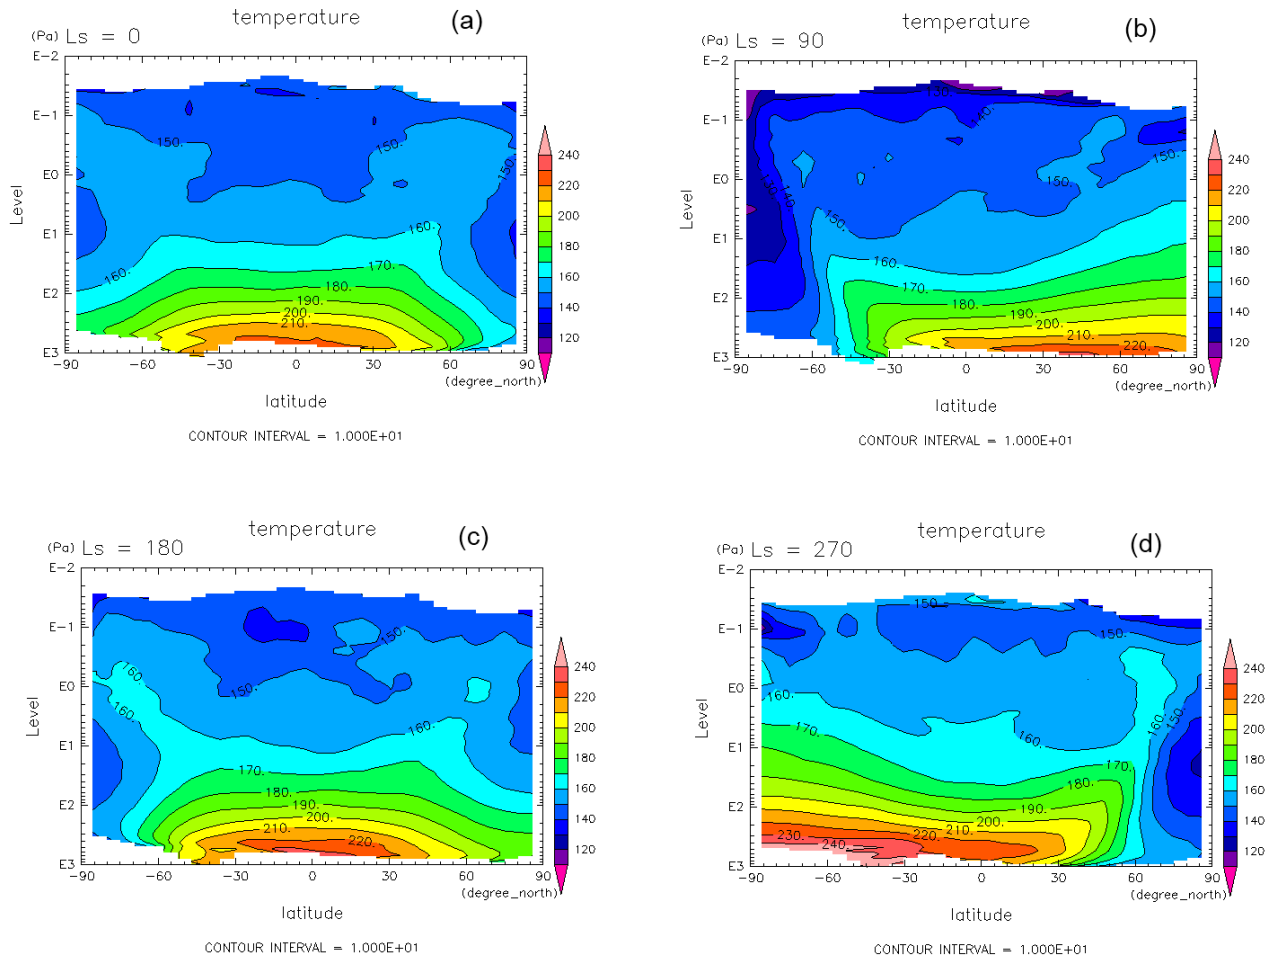 temperature
(a)
(Pa) Ls = 0
E-2
E-1
E0
E1
E2
E3
Level
150.
150.
150.
160.
160.
170.
180.
190.
200.
210.
-90
-60
-30
0
30
60
90
(degree_north)
latitude
CONTOUR INTERVAL = 1.000E+01
240
220
200
180
160
140
120
temperature
(b)
(Pa) Ls = 90
E-2
E-1
E0
E1
E2
E3
Level
130.
140.
150.
150.
130.
140.
150.
160.
170.
180.
190.
200.
210.
220.
-90
-60
-30
0
30
60
90
(degree_north)
latitude
CONTOUR INTERVAL = 1.000E+01
240
220
200
180
160
140
120
temperature
(c)
(Pa) Ls = 180
E-2
E-1
E0
E1
E2
E3
Level
150.
160.
150.
160.
160.
170.
180.
190.
200.
210.
220.
-90
-60
-30
0
30
60
90
(degree_north)
latitude
CONTOUR INTERVAL = 1.000E+01
240
220
200
180
160
140
120
temperature
(d)
(Pa) Ls = 270
E-2
E-1
E0
E1
E2
E3
Level
150.
150.
160.
160.
150.
170.
160.
170.
180.
190.
200.
210.
220.
230.
240.
-90
-60
-30
0
30
60
90
(degree_north)
latitude
CONTOUR INTERVAL = 1.000E+01
240
220
200
180
160
140
120